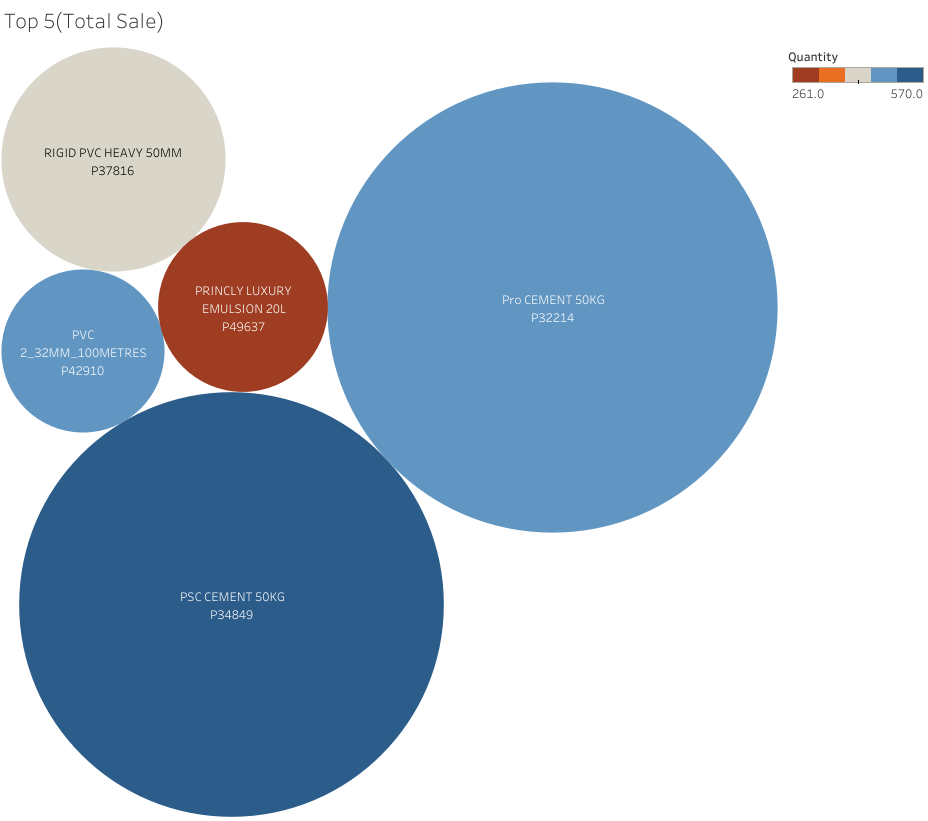 Top 5(Total Sale)
Quantity
261.0
570.0
RIGID PVC HEAVY 50MM
P37816
PRINCLY LUXURY
EMULSION 20L
P49637
Pro CEMENT 50KG
P32214
PVC
2_32MM_100METRES
P42910
PSC CEMENT 50KG
P34849